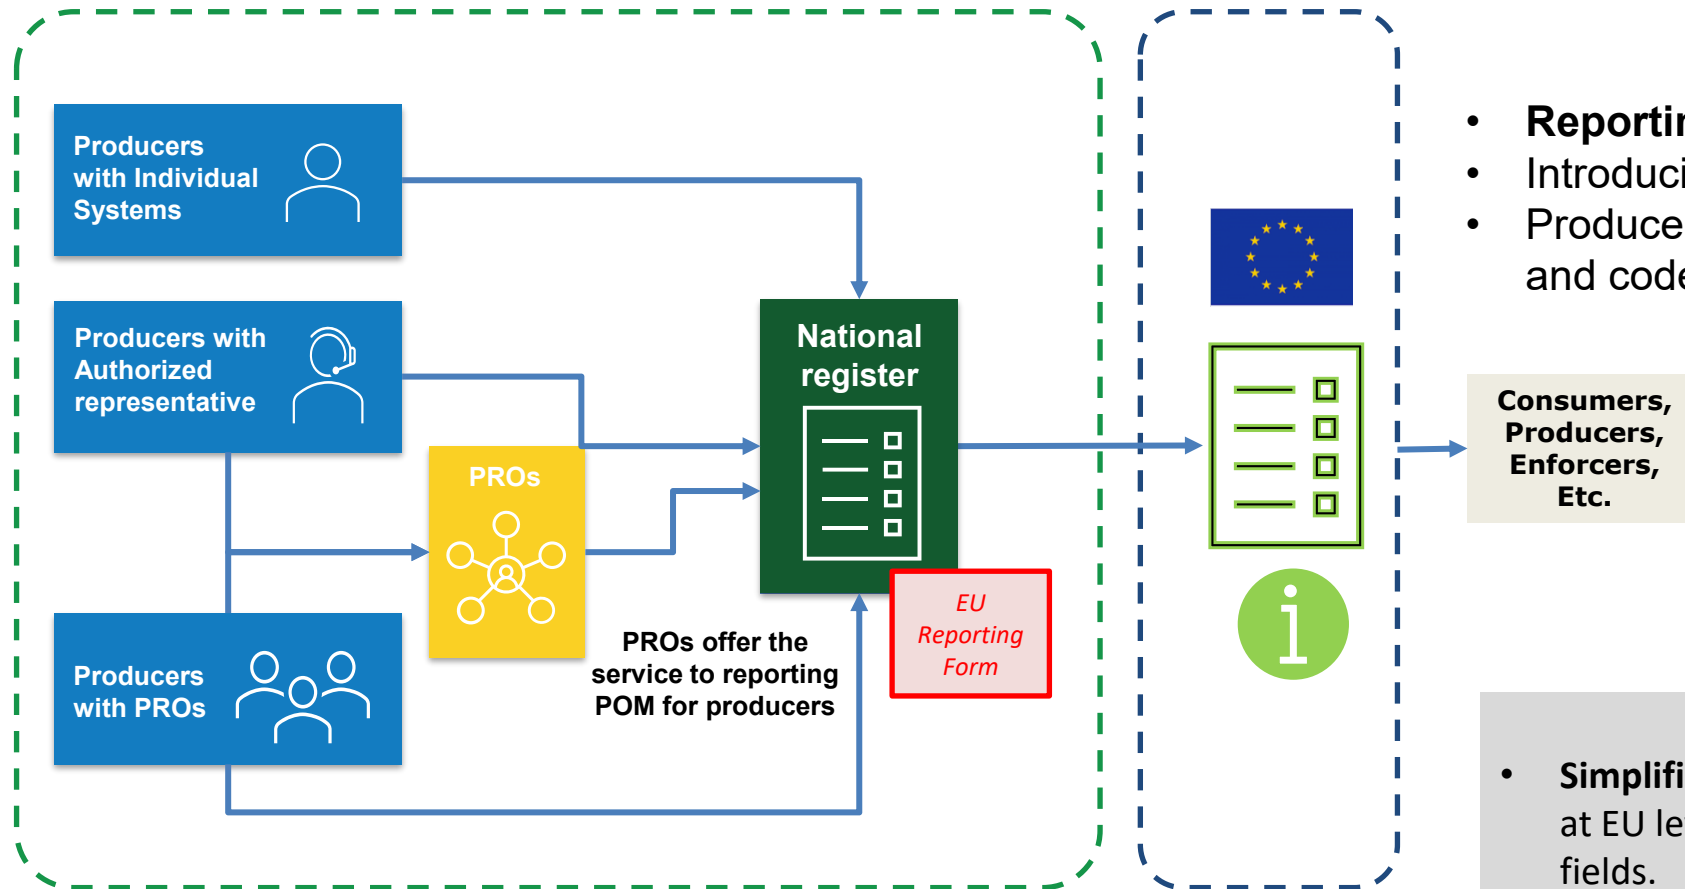 Producers
with Individual
Systems
Producers with
Authorized
representative
Producers
with PROs
PROs
PROs offer the
service to reporting
POM for producers
National
register
EU
Reporting
Form
•
• Introduci
• Produce
and code
Consumers,
Producers,
Enforcers,
Etc.
• Simplifi
at EU le
fields.